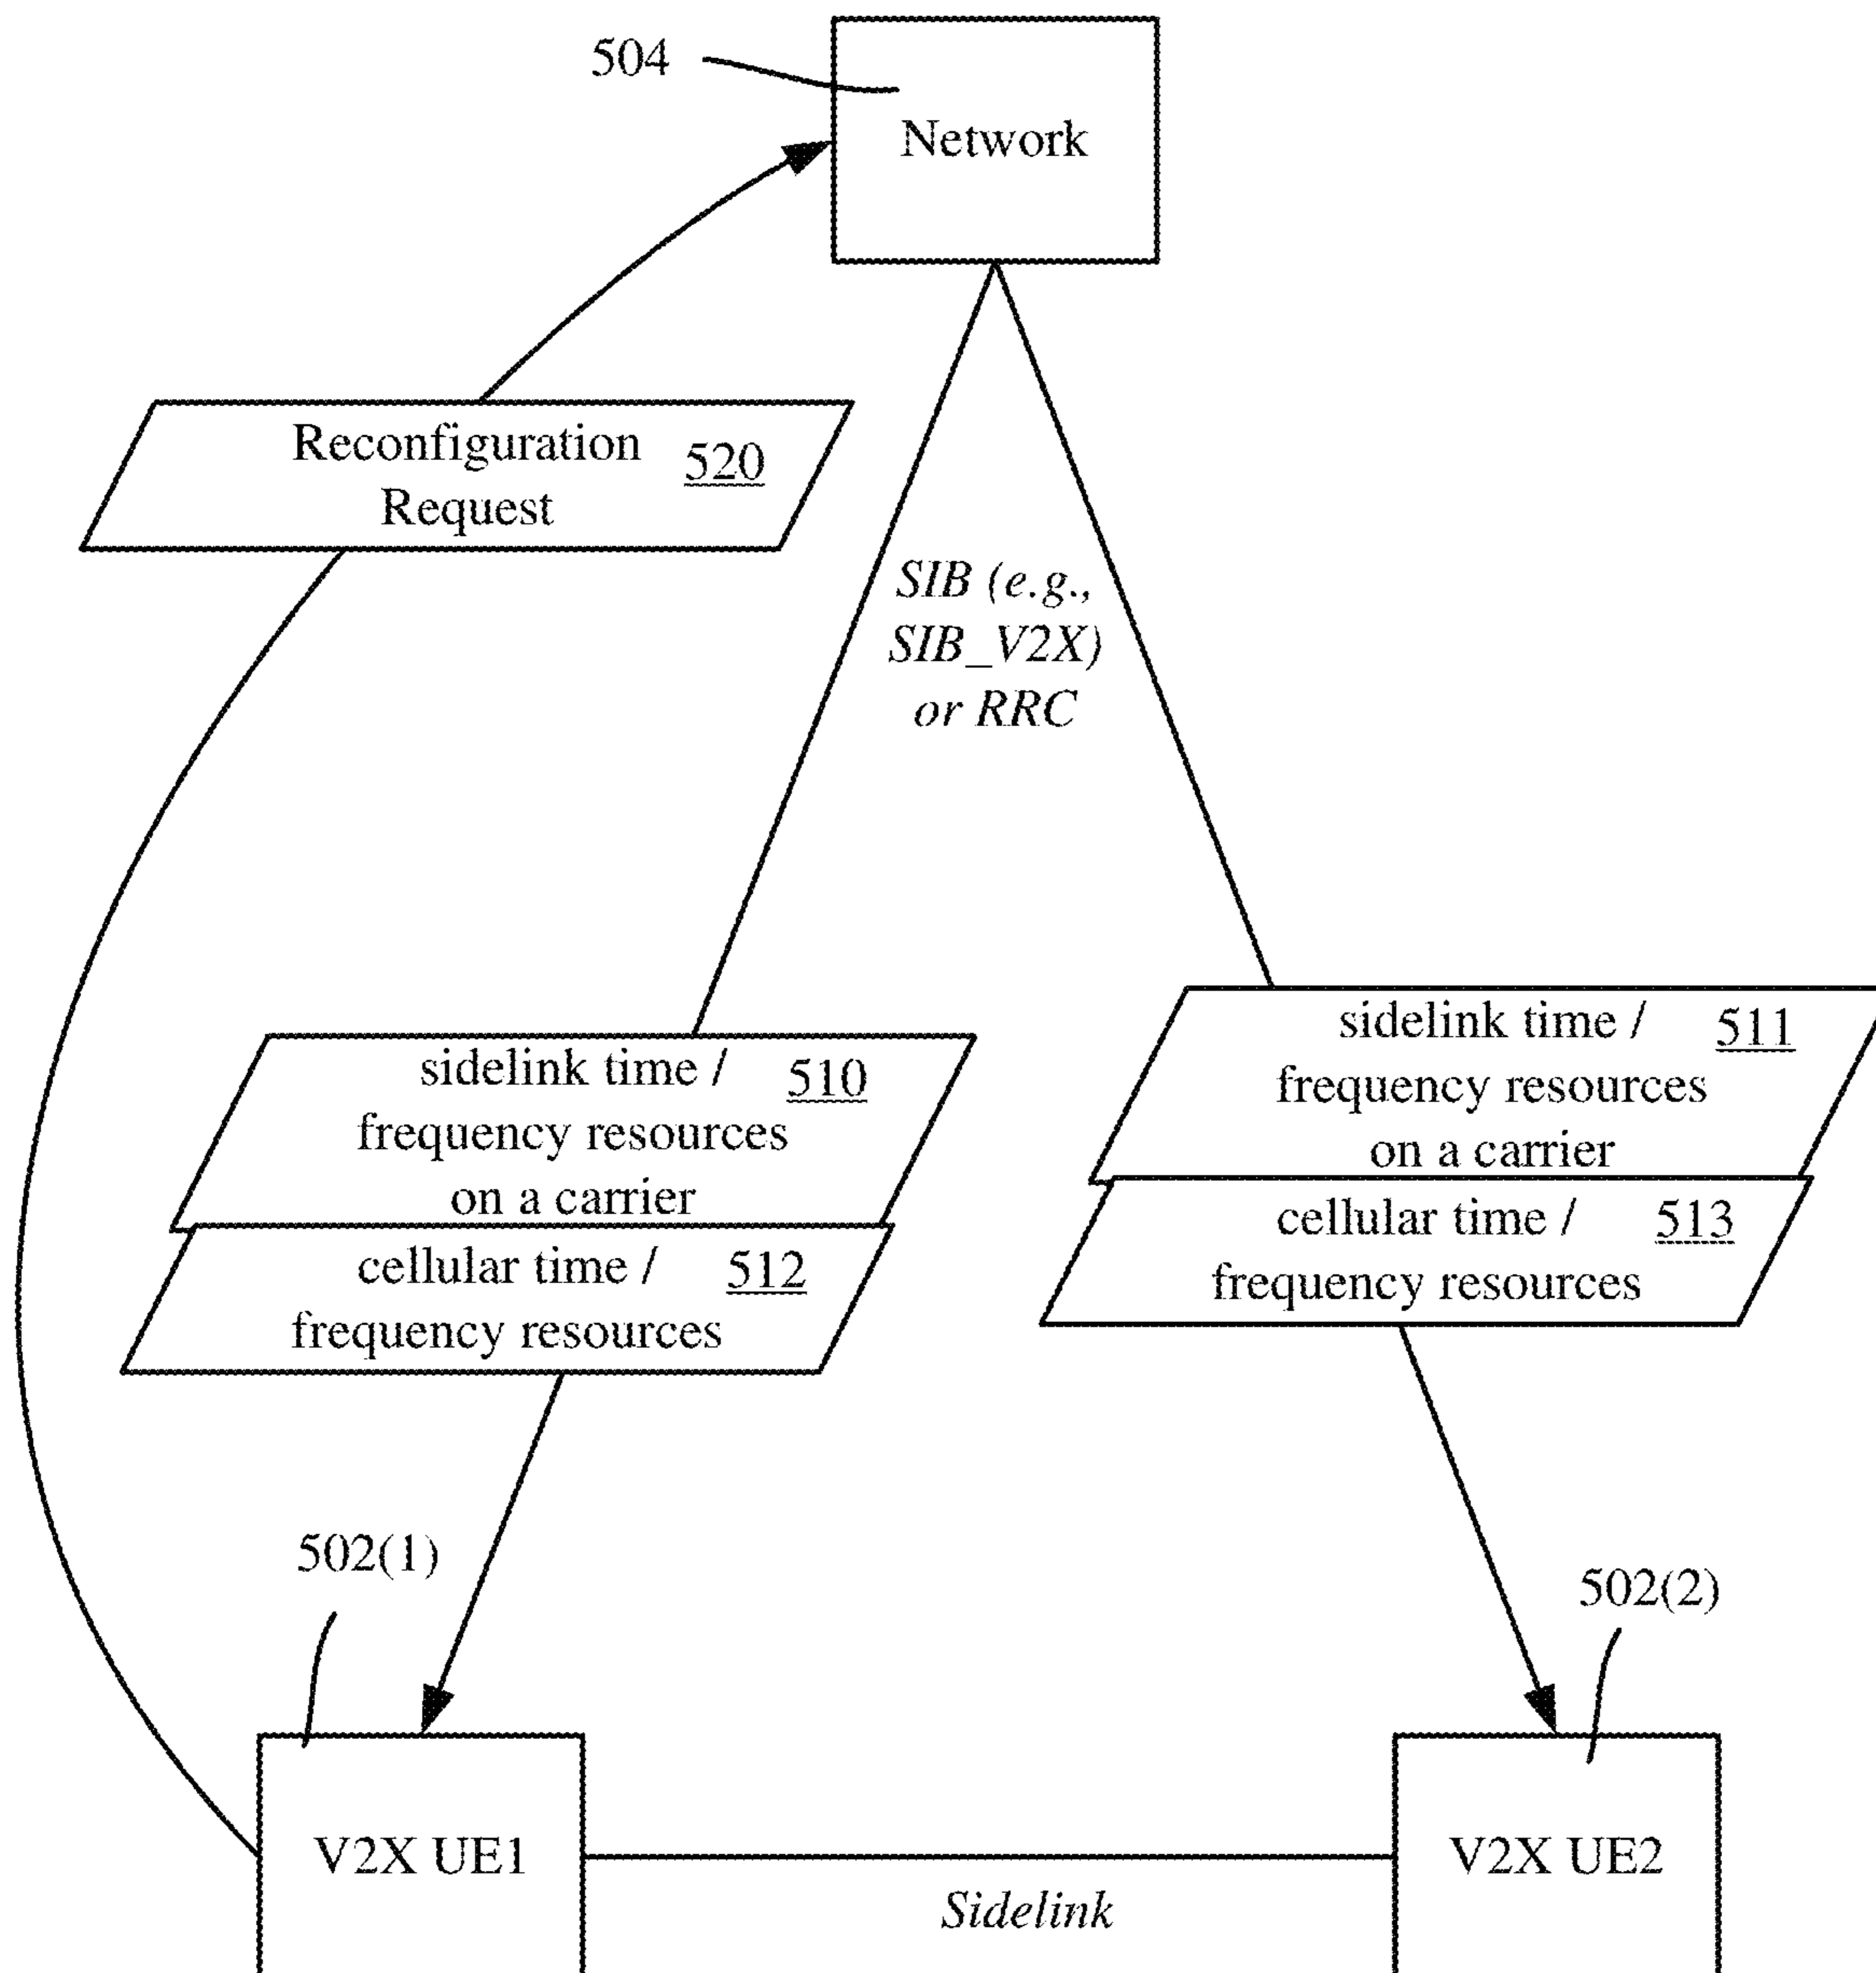 504
Network
Reconfiguration
Request
520
SIB (e.g.,
SIB_V2X)
or RRC
sidelink time /
frequency resources
on a carrier
510
cellular time /
frequency resources
512
sidelink time /
frequency resources
on a carrier
511
cellular time /
frequency resources
513
502(1)
502(2)
V2X UE1
Sidelink
V2X UE2